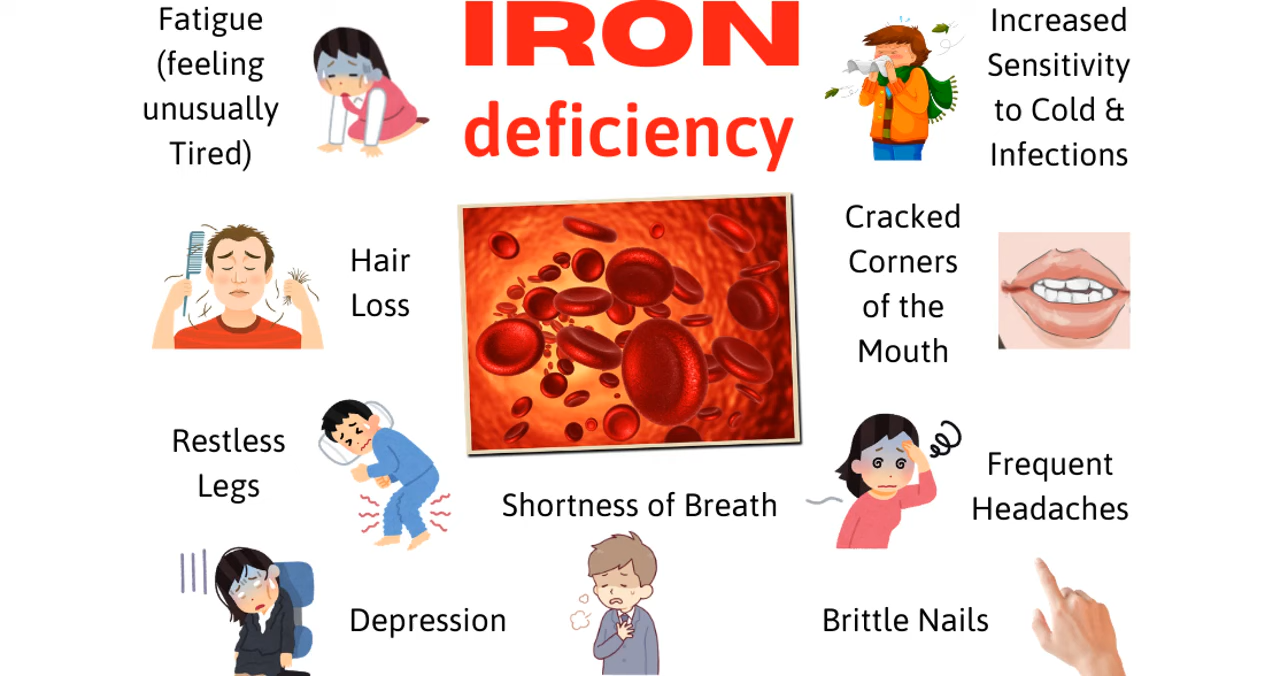 IRON
deficiency
Fatigue
(feeling
unusually
Tired)
Increased
Sensitivity
to Cold &
Infections
Hair
Loss
Cracked
Corners
of the
Mouth
Restless
Legs
Shortness of Breath
Frequent
Headaches
Depression
Brittle Nails